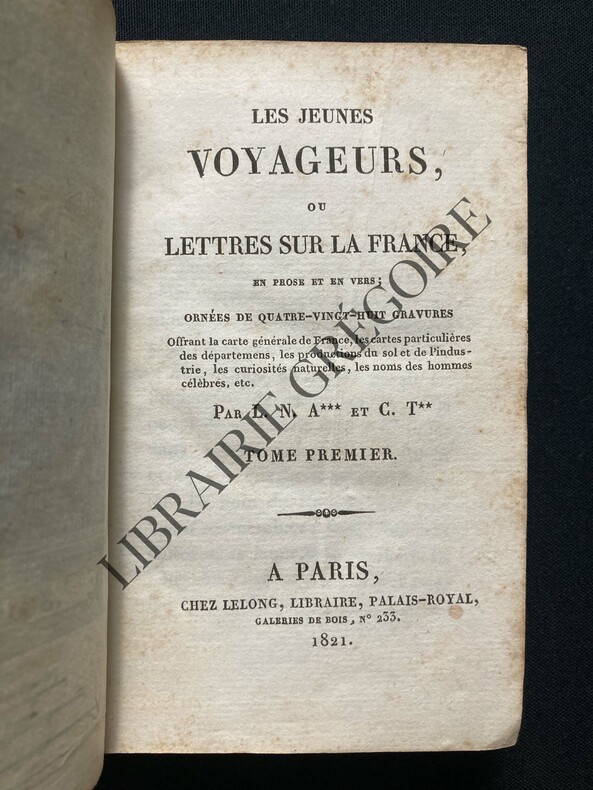 LES JEUNES
VOYAGEURS,
OU
LETTRES SUR LA FRANCE,
EN PROSE ET EN VERS;
ORNÉES DE QUATRE-VINGT-HUIT GRAVURES
Offrant la carte générale de France, les cartes particulières
des départemens, les productions du sol et de l'indus-
trie, les curiosités naturelles, les noms des hommes
célèbres, etc.
PAR L. N. A*** ET C. T**
TOME PREMIER.
A PARIS,
CHEZ LELONG, LIBRAIRE, PALAIS-ROYAL,
GALERIES DE BOIS, N° 233.
1821.
LIBRAIRIE GRÉGOIRE